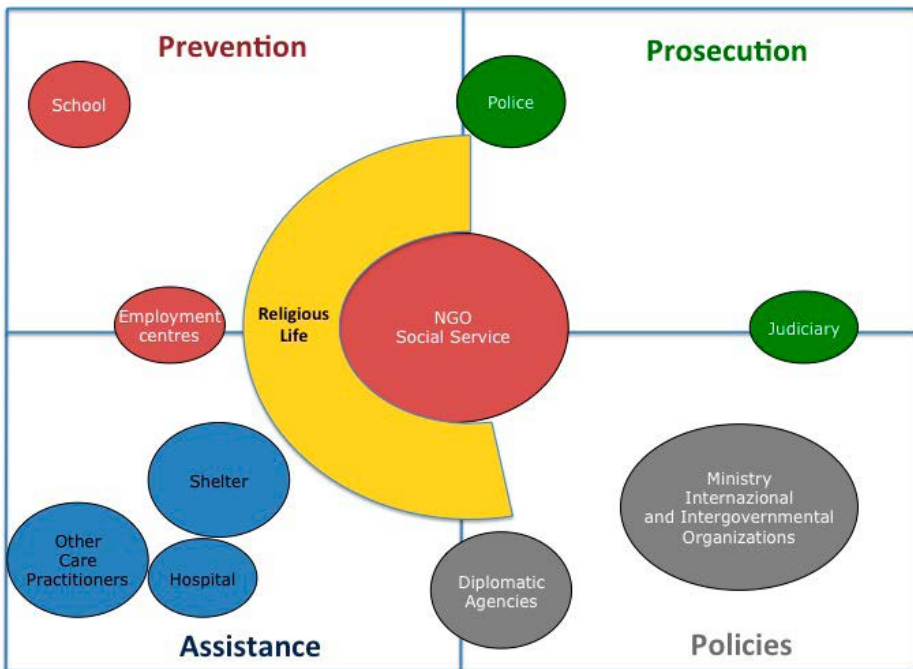 Prevention
Prosecution
School
Police
Employment
centres
Religious
Life
NGO
Social Service
Judiciary
Shelter
Other
Care
Practitioners
Hospital
Ministry
Internazional
and Intergovernmental
Organizations
Diplomatic
Agencies
Assistance
Policies